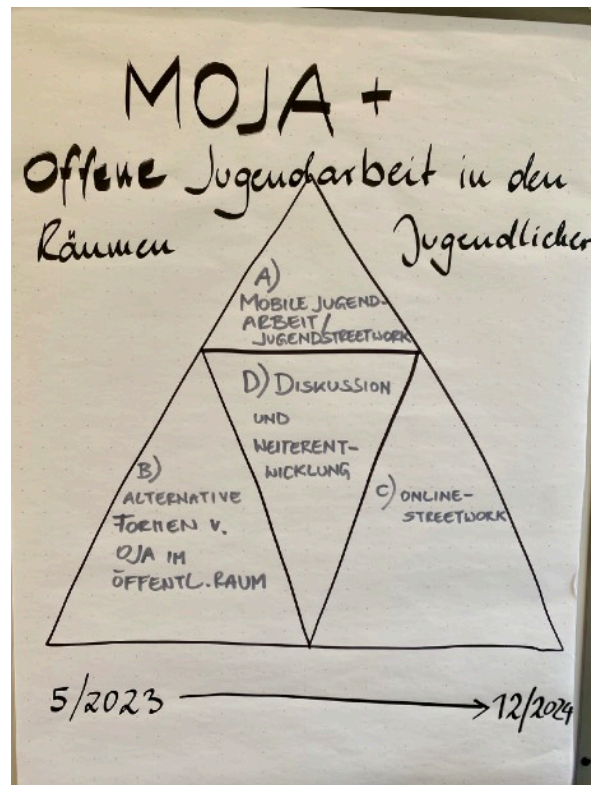 MOJA +
Offene Jugendarbeit in den
Räumen Jugendlicher
A)
MOBILE JUGEND-
ARBEIT/
JUGENDSTREETWORK
D) DISKUSSION
UND
WEITERENT-
WICKLUNG
B)
ALTERNATIVE
FORMEN V.
OJA IM
ÖFFENTL. RAUM
C) ONLINE-
STREETWORK
5/2023 → 12/2024